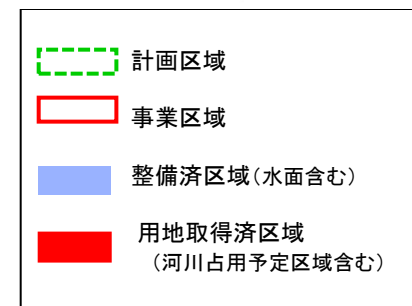 計画区域
事業区域
整備済区域（水面含む）
用地取得済区域
（河川占用予定区域含む）